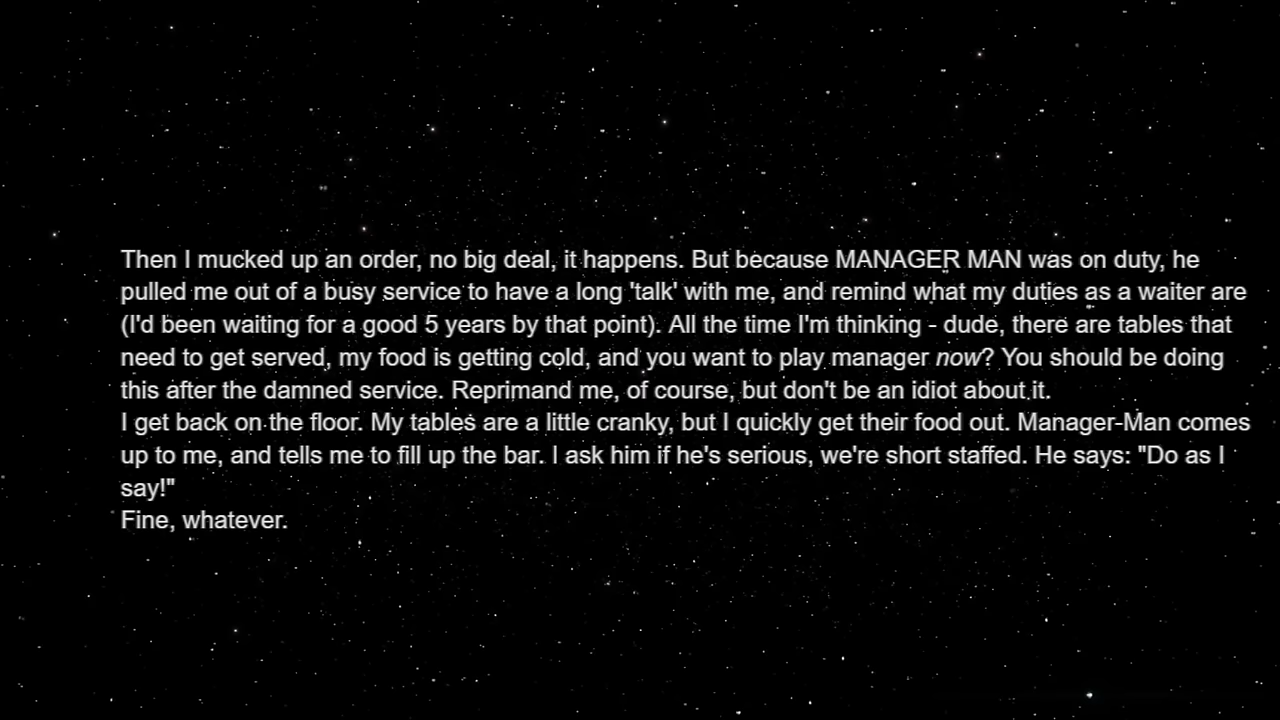 Then I mucked up an order, no big deal, it happens. But because MANAGER MAN was on duty, he
pulled me out of a busy service to have a long 'talk' with me, and remind what my duties as a waiter are
(I'd been waiting for a good 5 years by that point). All the time I'm thinking - dude, there are tables that
need to get served, my food is getting cold, and you want to play manager now? You should be doing
this after the damned service. Reprimand me, of course, but don't be an idiot about it.
I get back on the floor. My tables are a little cranky, but I quickly get their food out. Manager-Man comes
up to me, and tells me to fill up the bar. I ask him if he's serious, we're short staffed. He says: "Do as I
say!"
Fine, whatever.